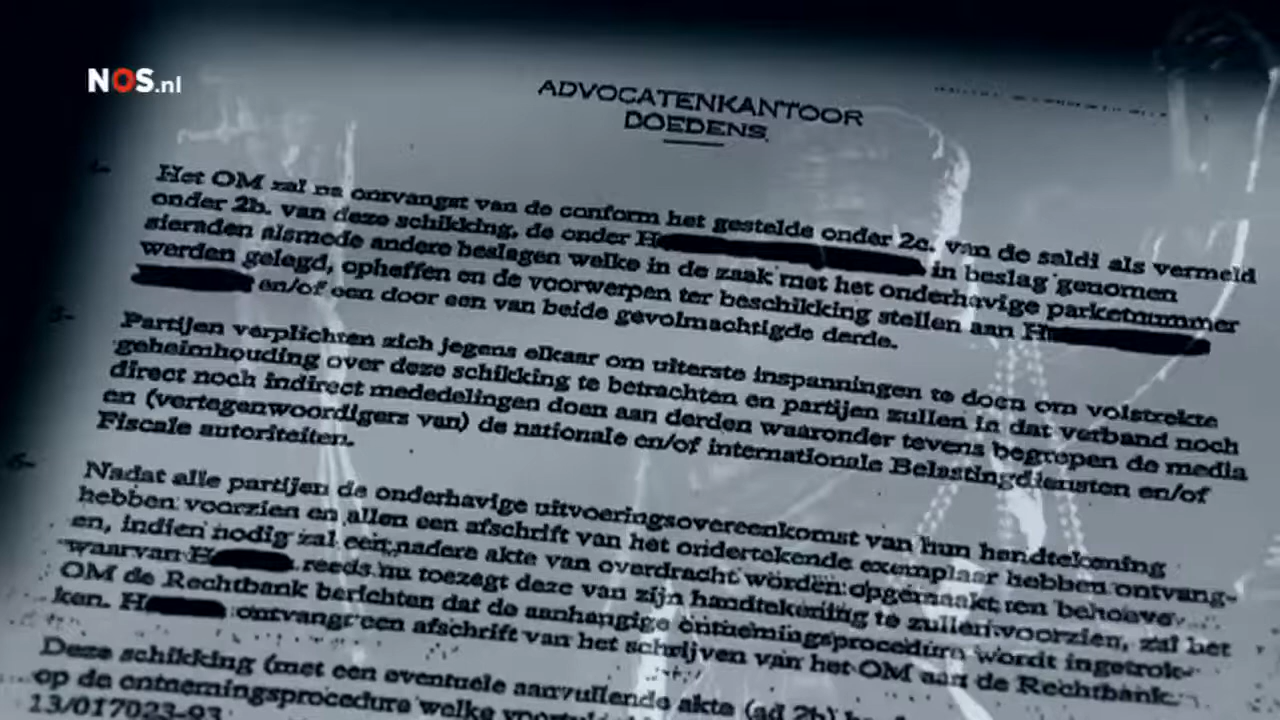 NOS.nl
ADVOCATENKANTOOR
DOEDENS
Het OM zal na ontvangst van de conform het gestelde onder 2c. van de saldi als vermeld
onder 2b. van deze schikking, de onder H in beslag genomen
sieraden alsmede andere beslagen welke in de zaak met het onderhavige parketnummer
werden gelegd, opheffen en de voorwerpen ter beschikking stellen aan H
en/of een door een van beide gevolmachtigde derde.
Partijen verplichten zich jegens elkaar om uiterste inspanningen te doen om volstrekte
geheimhouding over deze schikking te betrachten en partijen zullen in dat verband noch
direct noch indirect mededelingen doen aan derden waaronder tevens begrepen de media
en (vertegenwoordigers van) de nationale en/of internationale Belastingdiensten en/of
Fiscale autoriteiten.
Nadat alle partijen de onderhavige uitvoeringsovereenkomst van hun handtekening
hebben voorzien en allen een afschrift van het ondertekende exemplaar hebben ontvang-
en, indien nodig zal een nadere akte van overdracht worden opgemaakt ten behoeve
waarvan H reeds nu toezegt deze van zijn handtekening te zullen voorzien, zal het
OM de Rechtbank berichten dat de aanhangige ontnemingsprocedure wordt ingetrok-
ken. H ontvangt een afschrift van het schrijven van het OM aan de Rechtbank.
Deze schikking (met een eventuele aanvullende akte (ad 2h)
op de ontnemingsprocedure welke
13/017023-93